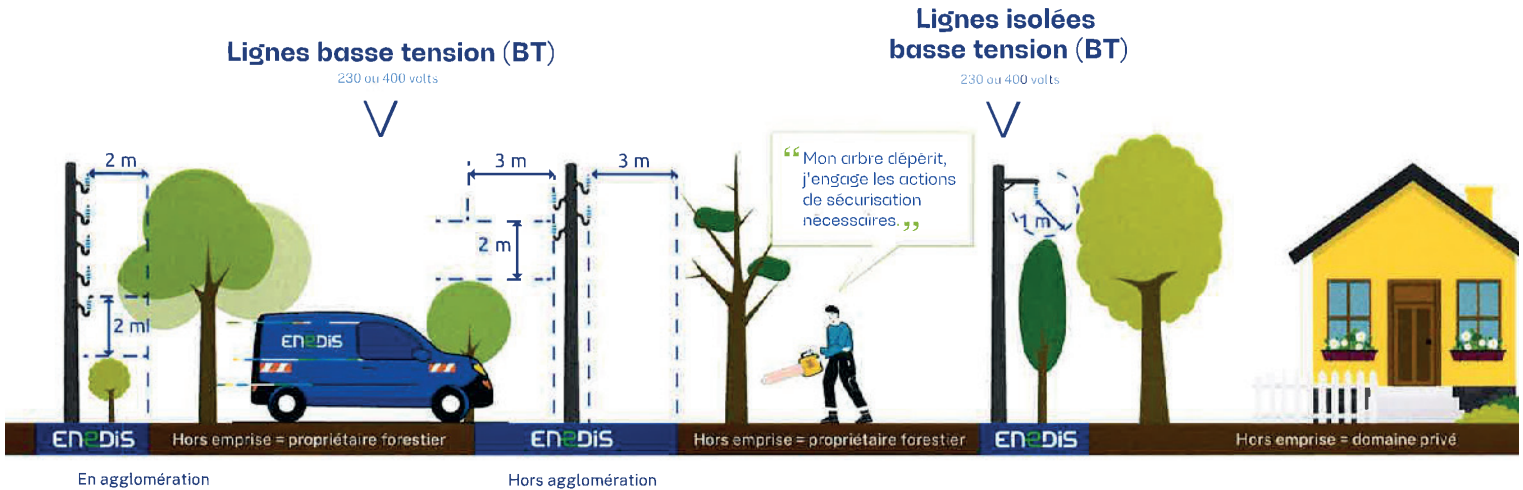 Lignes basse tension (BT)
230 ou 400 volts
Lignes isolées
basse tension (BT)
230 ou 400 volts
2 m
3 m
3 m
“ Mon arbre dépèrit,
j'engage les actions
de sécurisation
nécessaires. ”
1 m
2 m
2 m
ENEDIS
ENEDIS
Hors emprise = propriétaire forestier
ENEDIS
Hors emprise = propriétaire forestier
ENEDIS
Hors emprise = domaine privé
En agglomération
Hors agglomération